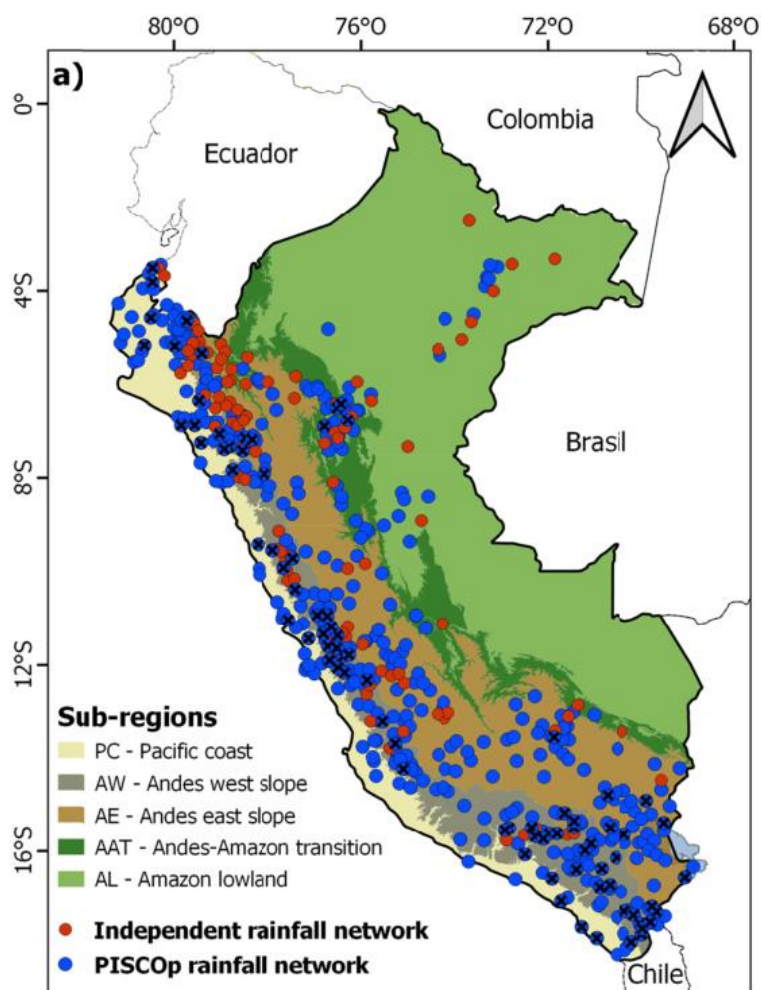 80°O 76°O 72°O 68°O
a)
0°
Colombia
Ecuador
4°S
Brasil
8°S
12°S
Sub-regions
PC - Pacific coast
AW - Andes west slope
AE - Andes east slope
AAT - Andes-Amazon transition
16°S
AL - Amazon lowland
Independent rainfall network
PISCOp rainfall network
Chile